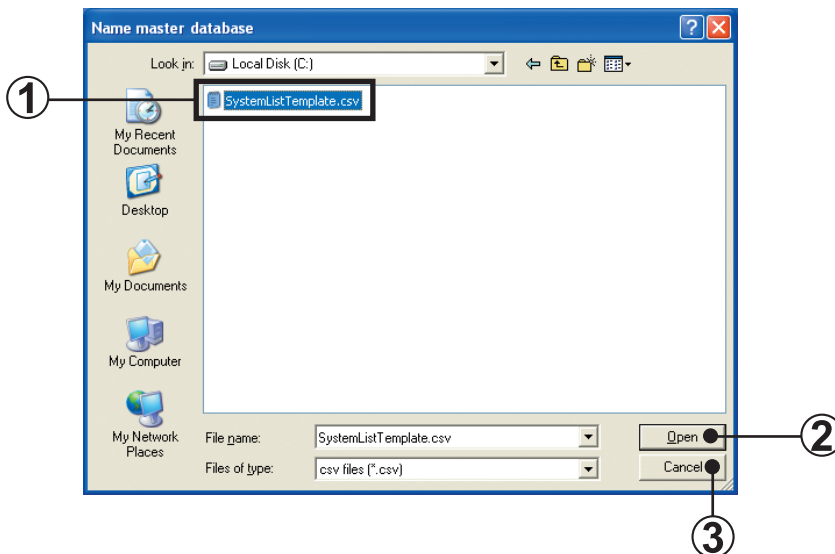 Name master database
Look in:
Local Disk (C:)
1
SystemListTemplate.csv
My Recent
Documents
Desktop
My Documents
My Computer
My Network
Places
File name:
SystemListTemplate.csv
Open
2
Files of type:
csv files (*.csv)
Cancel
3